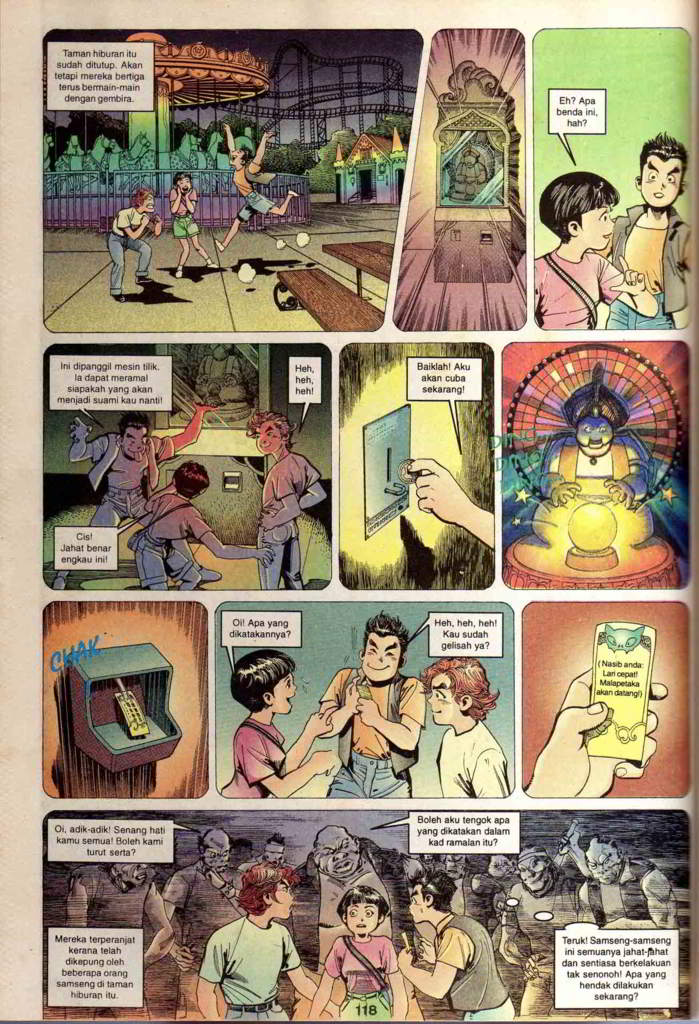 Taman hiburan itu
sudah ditutup. Akan
tetapi mereka bertiga
terus bermain-main
dengan gembira.
Eh? Apa
benda ini,
hah?
Ini dipanggil mesin tilik.
Ia dapat meramal
siapakah yang akan
menjadi suami kau nanti!
Heh,
heh,
heh!
Cis!
Jahat benar
engkau ini!
Baiklah! Aku
akan cuba
sekarang!
DING..
DING..
CHAK
Oi! Apa yang
dikatakannya?
Heh, heh, heh!
Kau sudah
gelisah ya?
( Nasib anda:
Lari cepat!
Malapetaka
akan datang!)
Oi, adik-adik! Senang hati
kamu semua! Boleh kami
turut serta?
Boleh aku tengok apa
yang dikatakan dalam
kad ramalan itu?
Mereka terperanjat
kerana telah
dikepung oleh
beberapa orang
samseng di taman
hiburan itu.
Teruk! Samseng-samseng
ini semuanya jahat-jahat
dan sentiasa berkelakuan
tak senonoh! Apa yang
hendak dilakukan
sekarang?
118